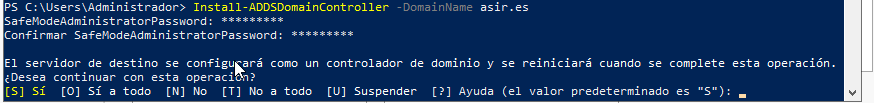 PS C:\Users\Administrador> Install-ADDSDomainController -DomainName asir.es
SafeModeAdministratorPassword: *********
Confirmar SafeModeAdministratorPassword: *********
El servidor de destino se configurará como un controlador de dominio y se reiniciará cuando se complete esta operación.
¿Desea continuar con esta operación?
[S] Sí  [O] Sí a todo  [N] No  [T] No a todo  [U] Suspender  [?] Ayuda (el valor predeterminado es "S"):